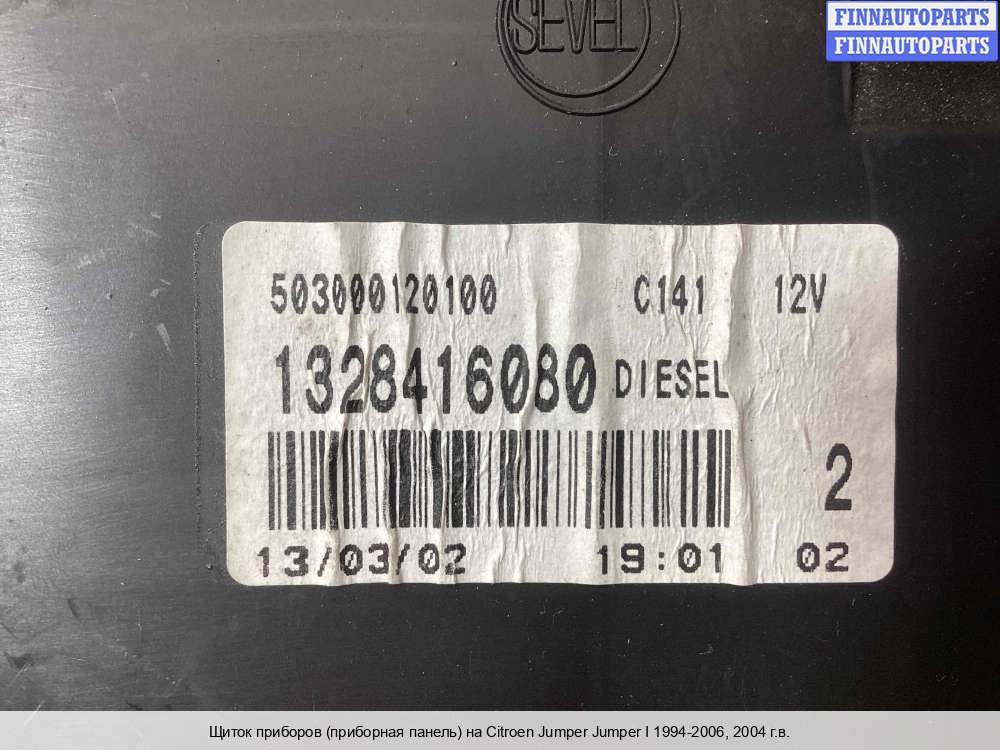 SEVEL
FINNAUTOPARTS
FINNAUTOPARTS
503000120100 C141 12V
1328416080 DIESEL
2
13/03/02 19:01 02
Щиток приборов (приборная панель) на Citroen Jumper Jumper I 1994-2006, 2004 г.в.